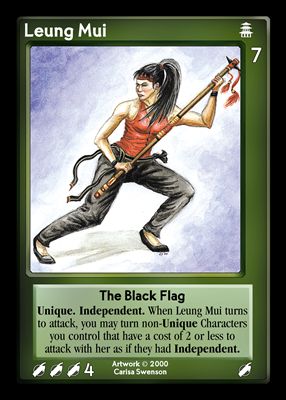 Leung Mui
7
The Black Flag
Unique. Independent. When Leung Mui turns
to attack, you may turn non-Unique Characters
you control that have a cost of 2 or less to
attack with her as if they had Independent.
4
Artwork © 2000
Carisa Swenson